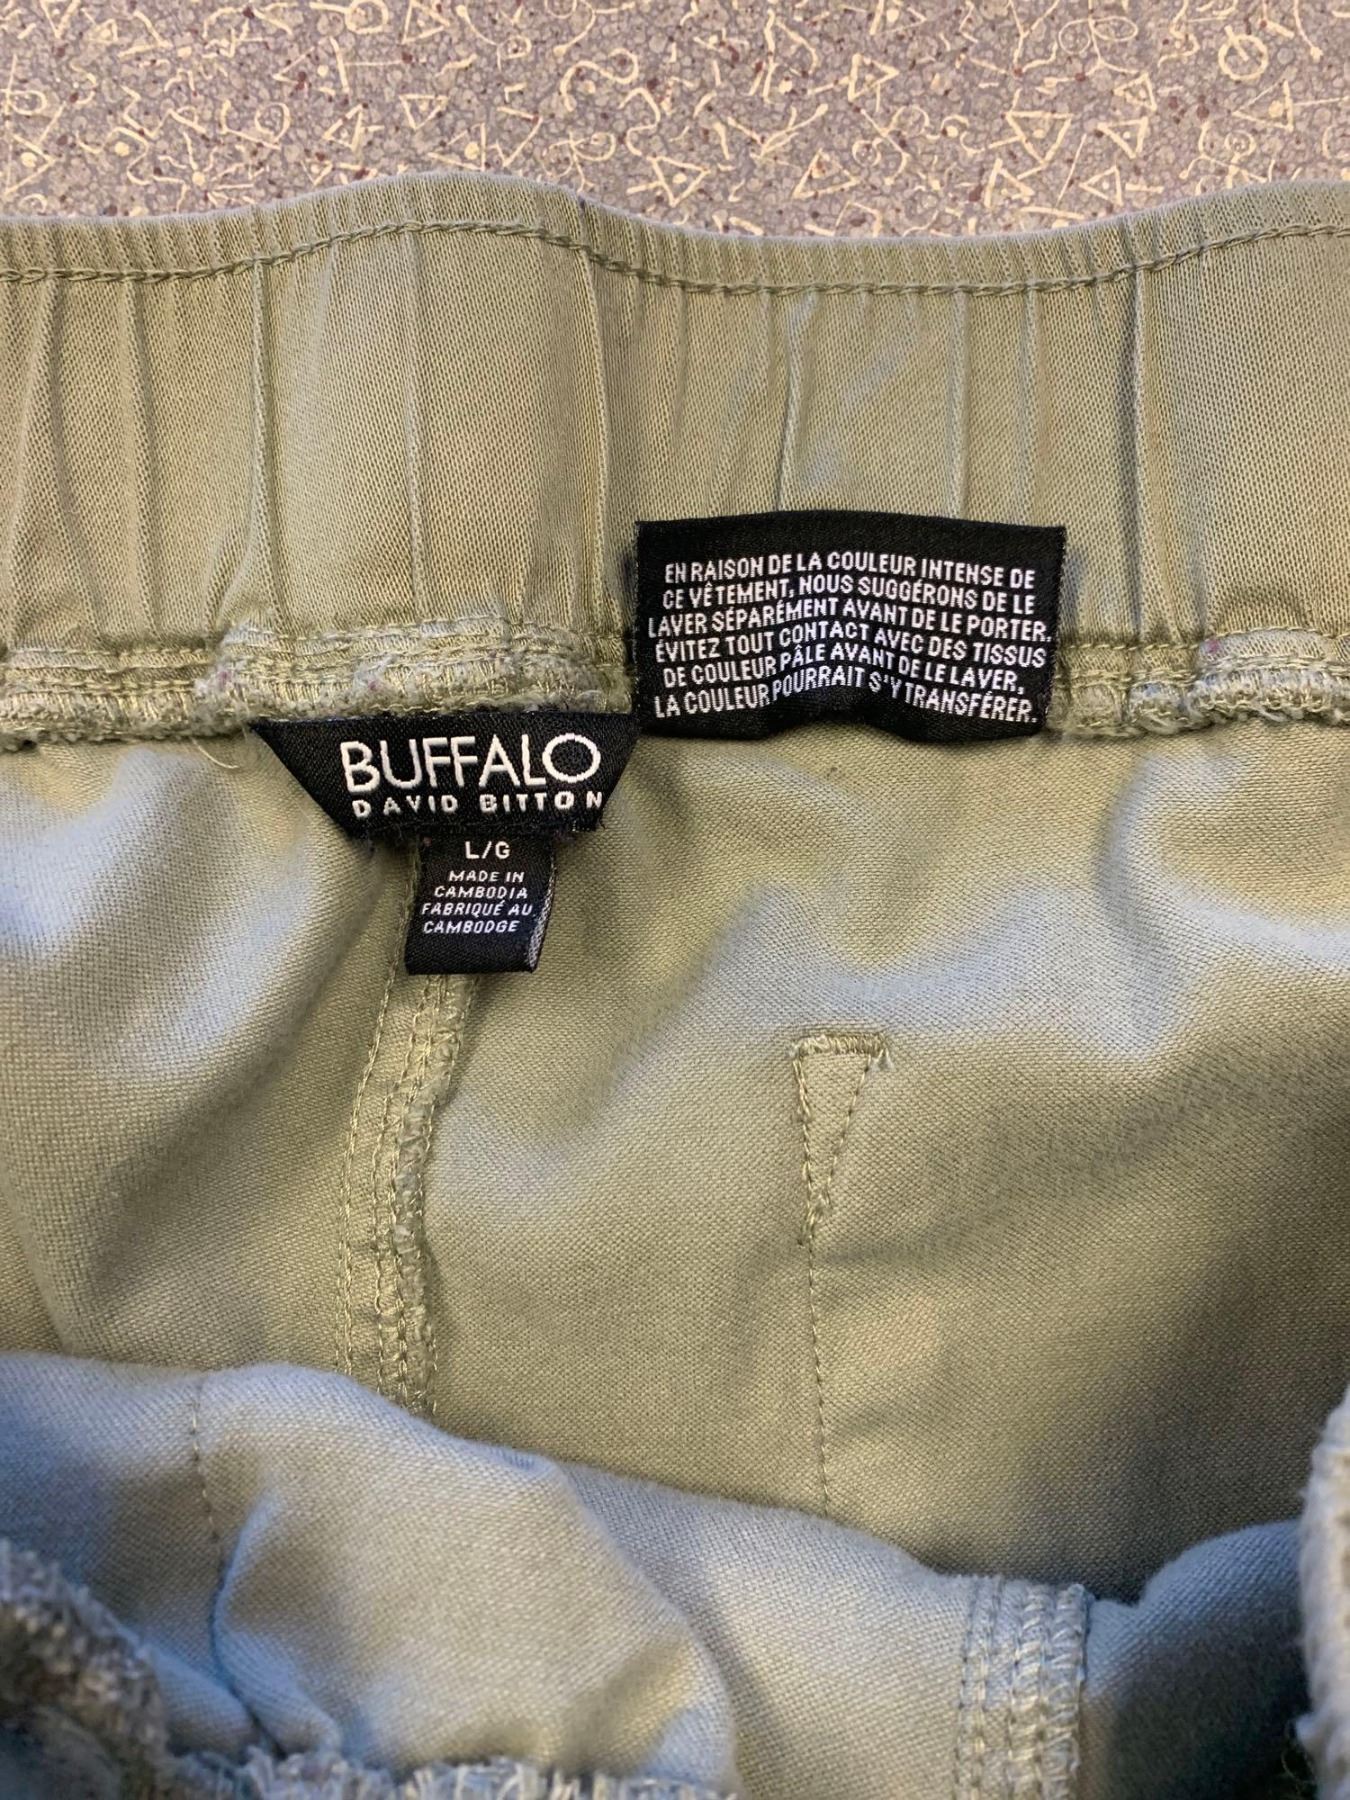 EN RAISON DE LA COULEUR INTENSE DE
CE VÊTEMENT, NOUS SUGGÉRONS DE LE
LAVER SÉPARÉMENT AVANT DE LE PORTER.
ÉVITEZ TOUT CONTACT AVEC DES TISSUS
DE COULEUR PÂLE AVANT DE LE LAVER,
LA COULEUR POURRAIT S'Y TRANSFÉRER.
BUFFALO
DAVID BITTON
L/G
MADE IN
CAMBODIA
FABRIQUÉ AU
CAMBODGE